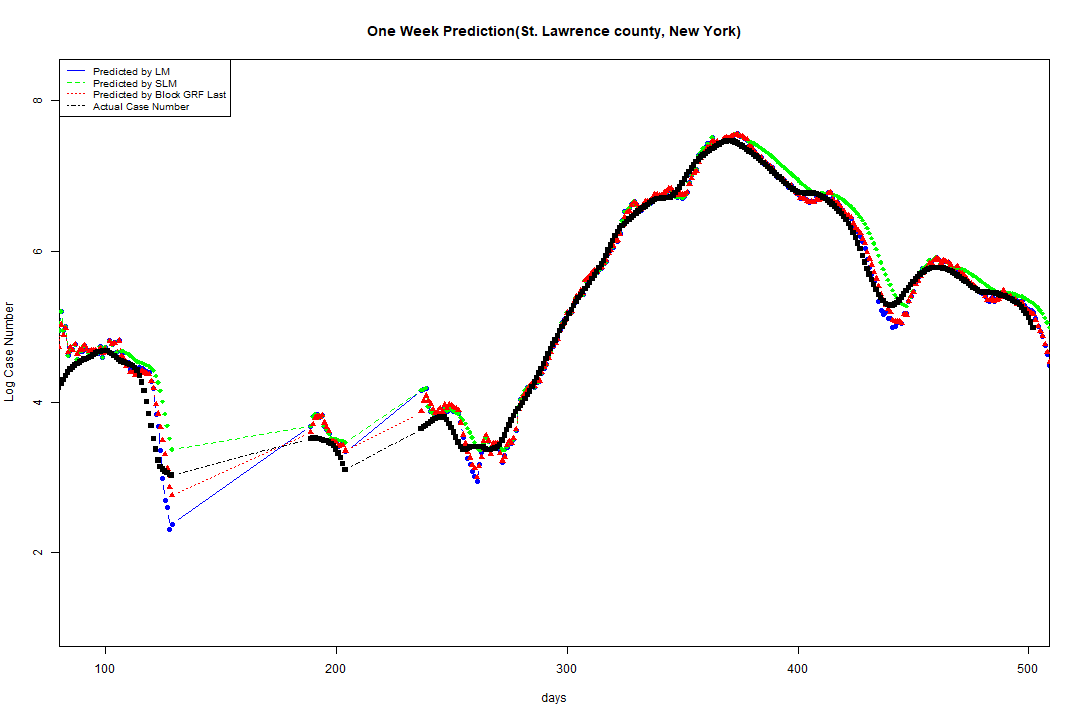 One Week Prediction(St. Lawrence county, New York)
Predicted by LM
Predicted by SLM
Predicted by Block GRF Last
Actual Case Number
8
6
4
2
Log Case Number
100 200 300 400 500
days